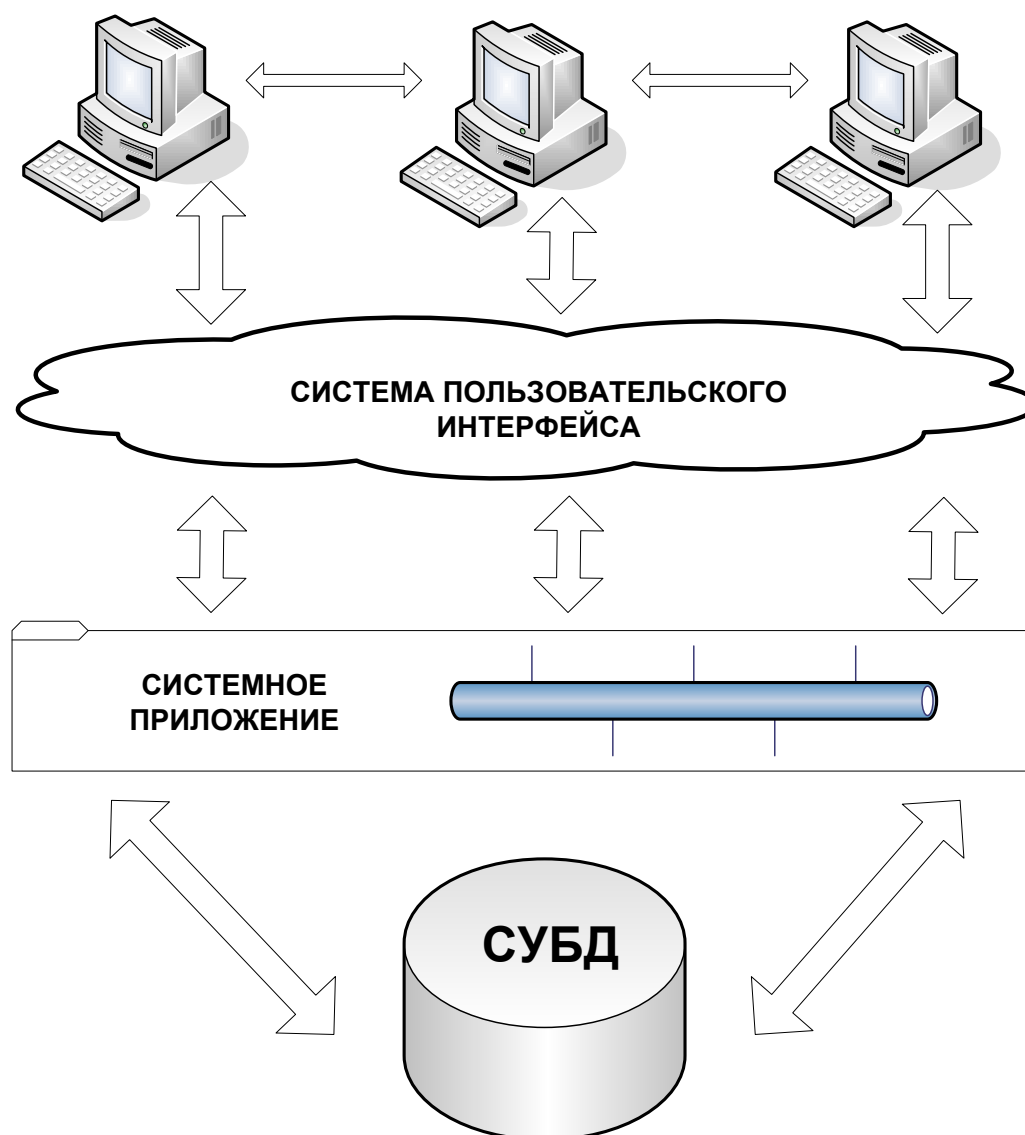 СИСТЕМА ПОЛЬЗОВАТЕЛЬСКОГО
ИНТЕРФЕЙСА
СИСТЕМНОЕ
ПРИЛОЖЕНИЕ
СУБД